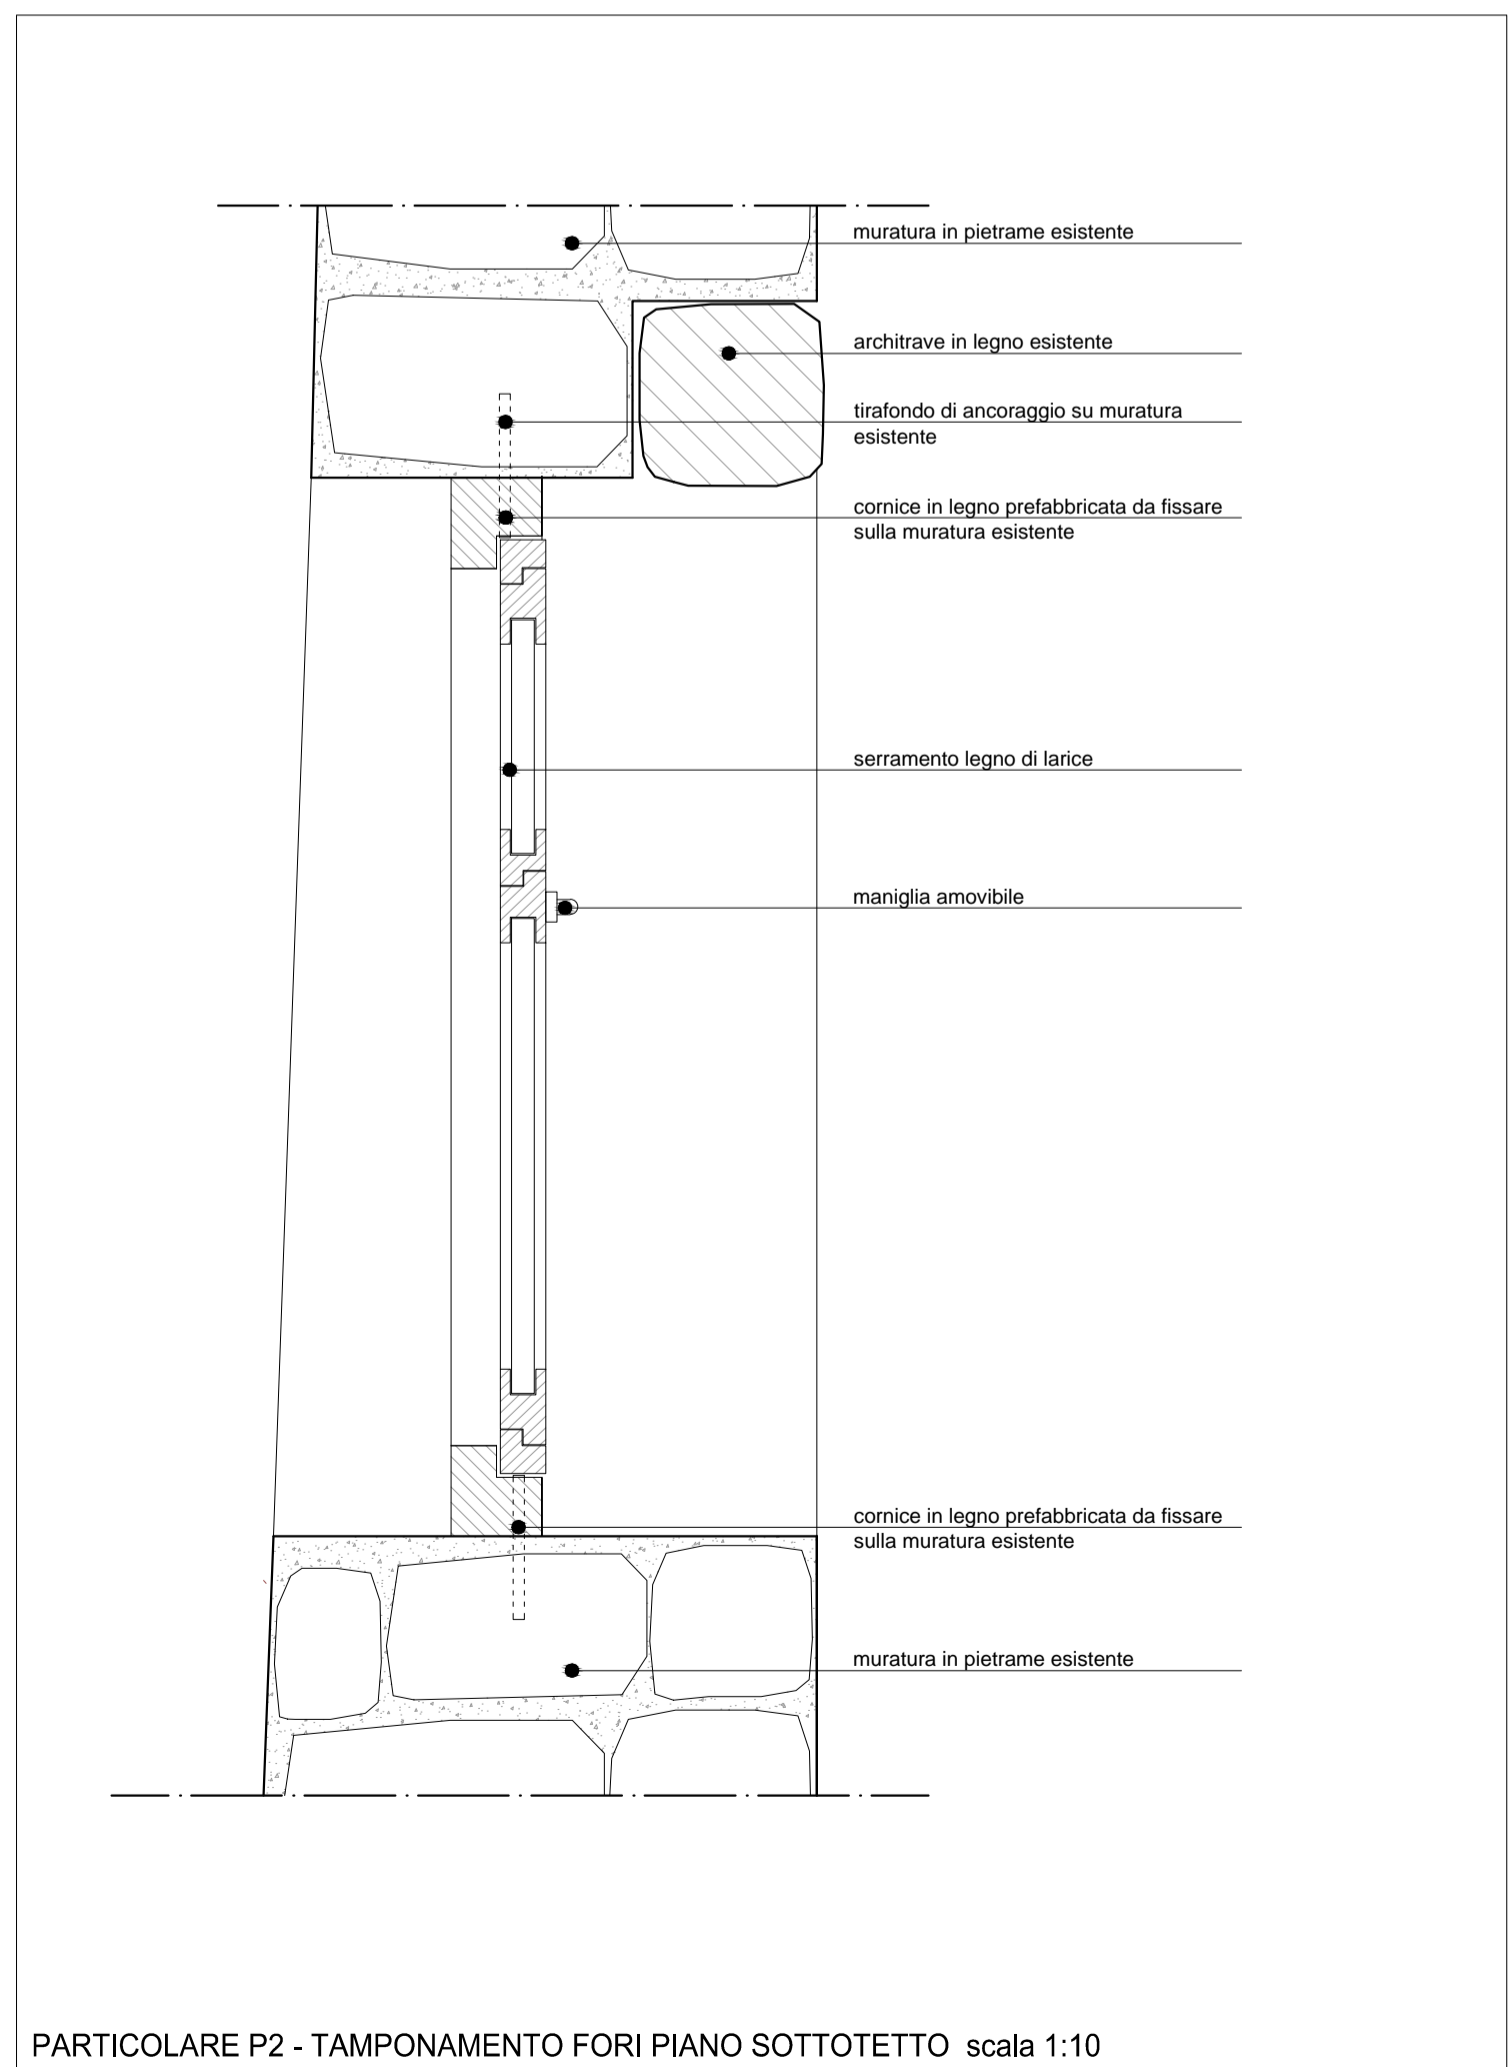 muratura in pietrame esistente
architrave in legno esistente
tirafondo di ancoraggio su muratura
esistente
cornice in legno prefabbricata da fissare
sulla muratura esistente
serramento legno di larice
maniglia amovibile
cornice in legno prefabbricata da fissare
sulla muratura esistente
muratura in pietrame esistente
PARTICOLARE P2 - TAMPONAMENTO FORI PIANO SOTTOTETTO scala 1:10